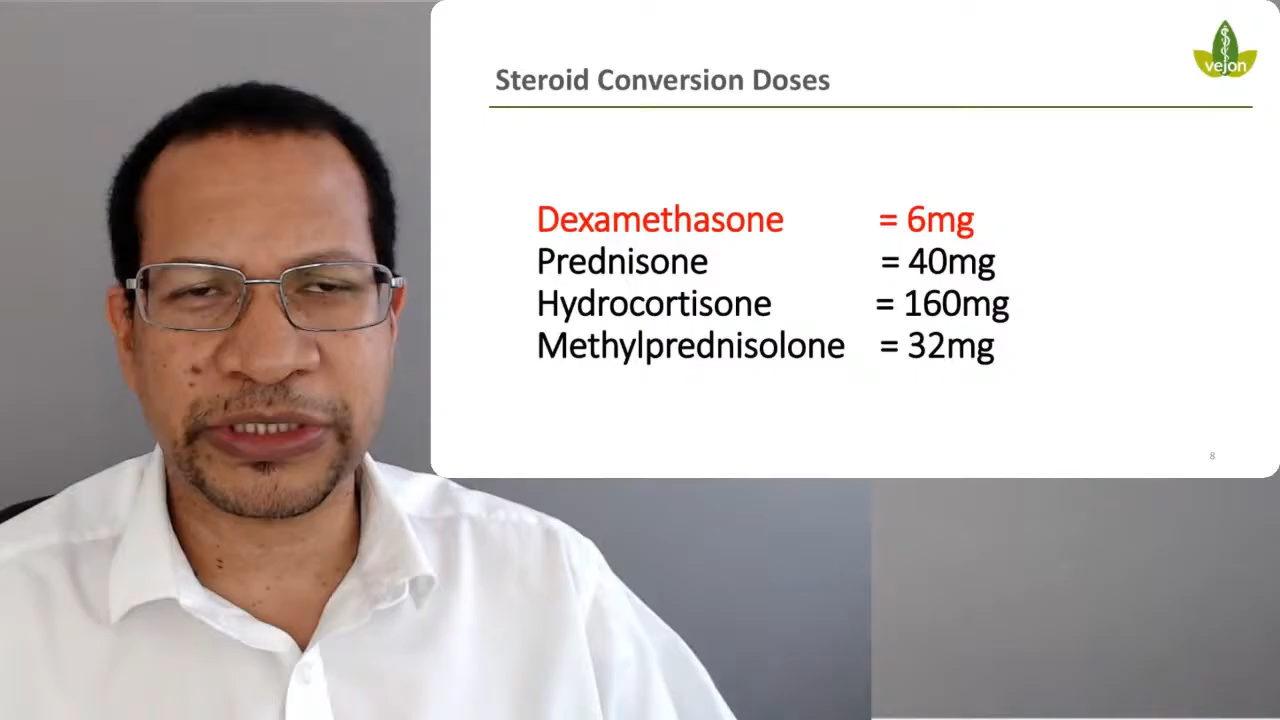 vejon
Steroid Conversion Doses
Dexamethasone = 6mg
Prednisone = 40mg
Hydrocortisone = 160mg
Methylprednisolone = 32mg
8